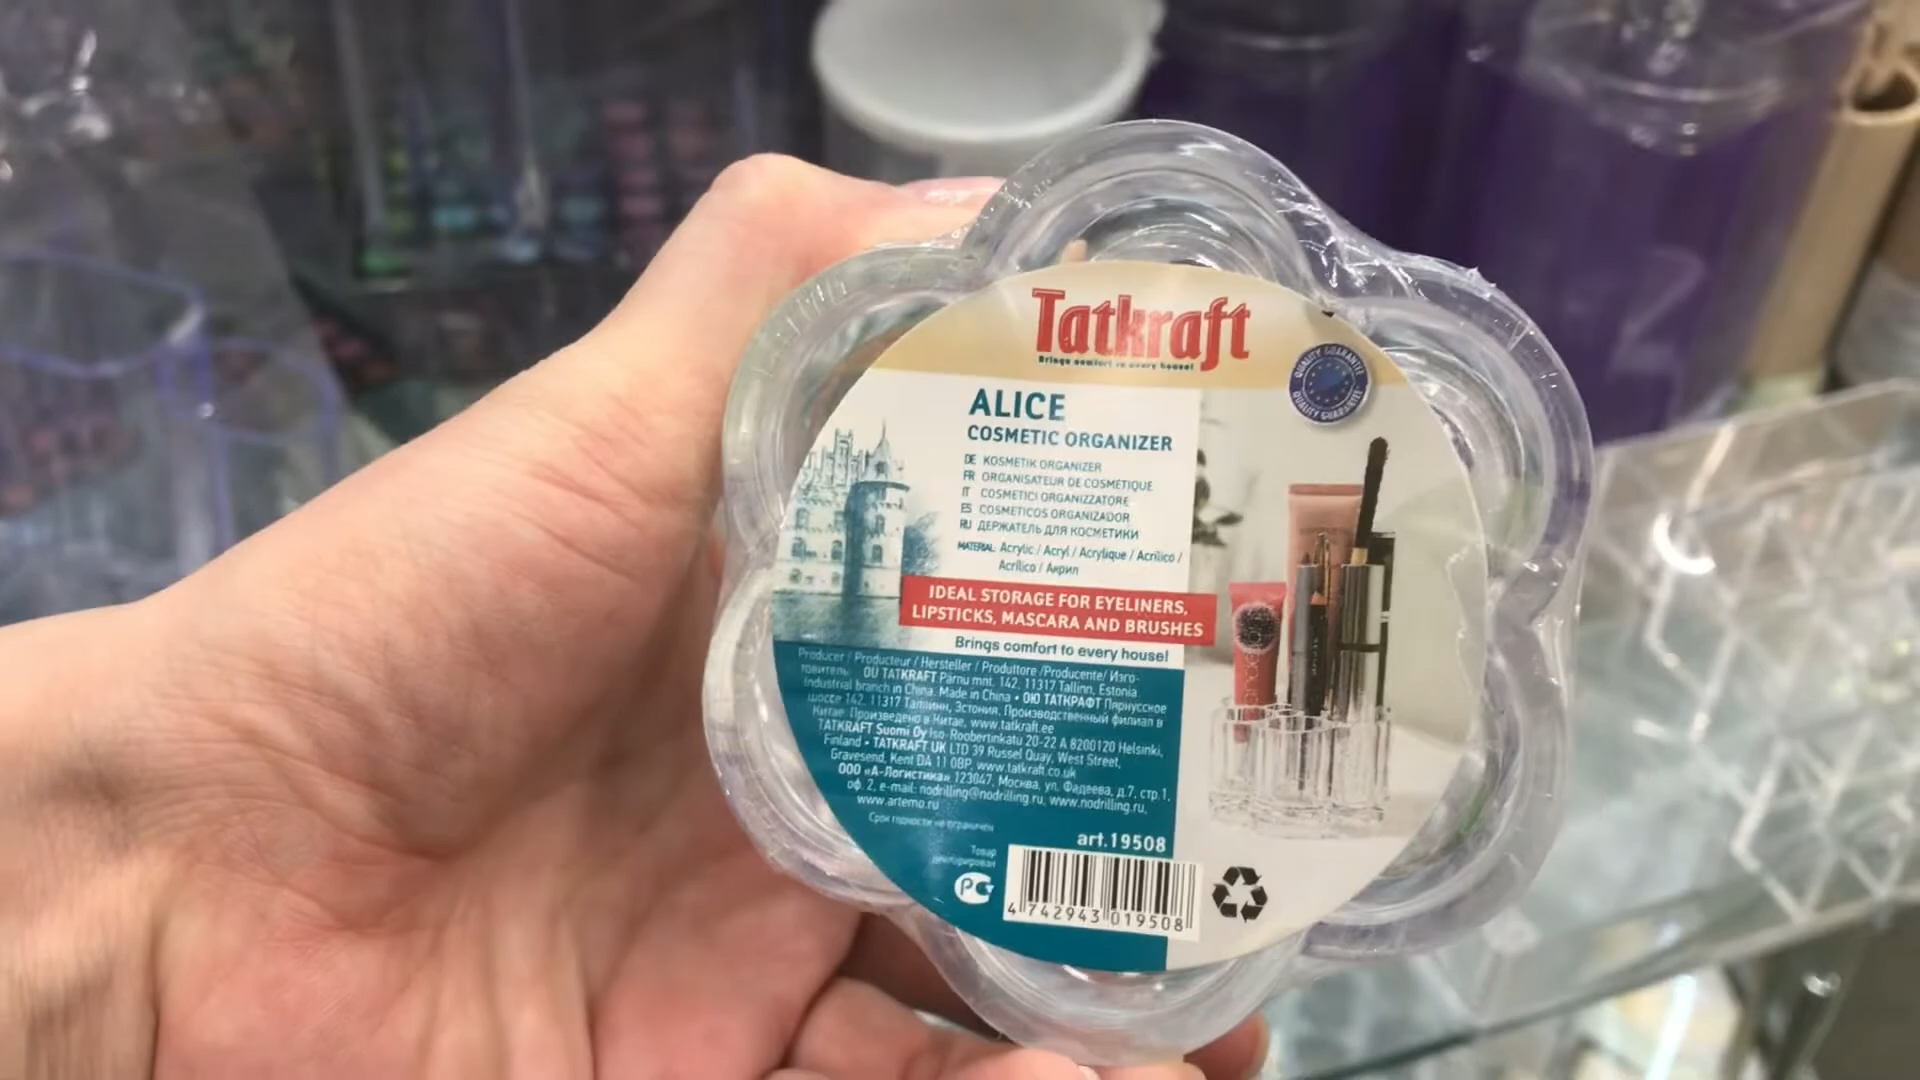 Tatkraft
Brings comfort to every house!
QUALITY GUARANTEE
QUALITY GUARANTEE
ALICE
COSMETIC ORGANIZER
DE KOSMETIK ORGANIZER
FR ORGANISATEUR DE COSMÉTIQUE
IT COSMETICI ORGANIZZATORE
ES COSMETICOS ORGANIZADOR
RU ДЕРЖАТЕЛЬ ДЛЯ КОСМЕТИКИ
MATERIAL: Acrylic / Acryl / Acrylique / Acrilico /
Acrílico / Акрил
IDEAL STORAGE FOR EYELINERS,
LIPSTICKS, MASCARA AND BRUSHES
Brings comfort to every house!
Producer / Producteur / Hersteller / Produttore /Producente/ Изго-
товитель: OU TATKRAFT Parnu mnt. 142, 11317 Tallinn, Estonia.
Industrial branch in China. Made in China • ОЮ ТАТКРАФТ Пярнусское
шоссе 142, 11317 Таллинн, Эстония. Производственный филиал в
Китае. Произведено в Китае. www.tatkraft.ee
TATKRAFT Suomi Oy Iso-Roobertinkatu 20-22 A 8200120 Helsinki,
Finland • TATKRAFT UK LTD 39 Russel Quay, West Street,
Gravesend, Kent DA 11 0BP, www.tatkraft.co.uk
ООО «А-Логистика» 123047, Москва, ул. Фадеева, д.7, стр.1,
оф. 2, e-mail: nodrilling@nodrilling.ru, www.nodrilling.ru,
www.artemo.ru
Срок годности не ограничен
art.19508
Товар
декларирован
РСТ
4 742943 019508